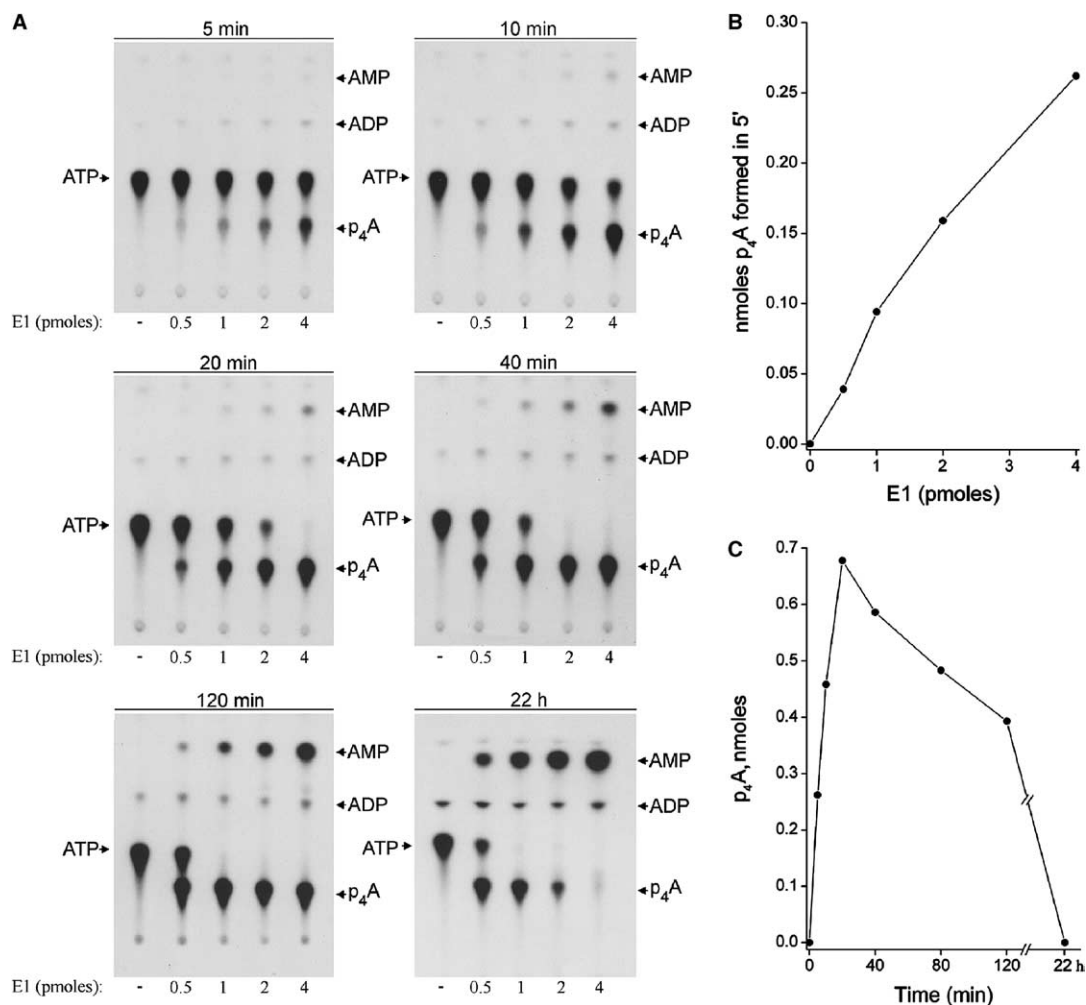 A
5 min
AMP
ADP
ATP
p₄A
E1 (pmoles): - 0.5 1 2 4
10 min
AMP
ADP
ATP
p₄A
- 0.5 1 2 4
20 min
AMP
ADP
ATP
p₄A
E1 (pmoles): - 0.5 1 2 4
40 min
AMP
ADP
ATP
p₄A
- 0.5 1 2 4
120 min
AMP
ADP
ATP
p₄A
E1 (pmoles): - 0.5 1 2 4
22 h
AMP
ADP
ATP
p₄A
- 0.5 1 2 4
B
nmoles p₄A formed in 5'
0.30
0.25
0.20
0.15
0.10
0.05
0.00
0 1 2 3 4
E1 (pmoles)
C
p₄A, nmoles
0.7
0.6
0.5
0.4
0.3
0.2
0.1
0.0
0 40 80 120 22 h
Time (min)